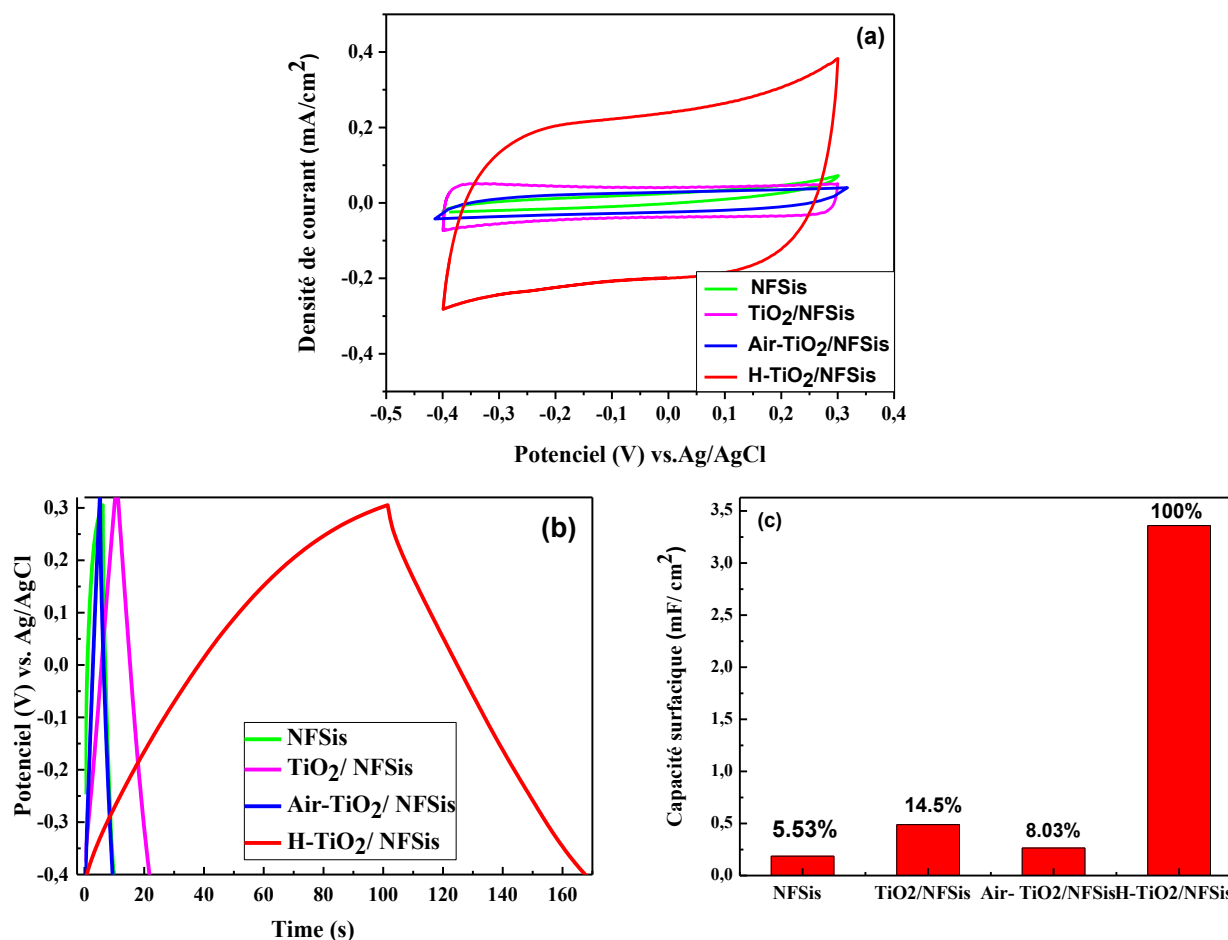 (a)
Densité de courant (mA/cm²)
0,4
0,2
0,0
-0,2
-0,4
NFSis
TiO₂/NFSis
Air-TiO₂/NFSis
H-TiO₂/NFSis
-0,5 -0,4 -0,3 -0,2 -0,1 0,0 0,1 0,2 0,3 0,4
Potenciel (V) vs.Ag/AgCl
(b)
Potenciel (V) vs. Ag/AgCl
0,3
0,2
0,1
0,0
-0,1
-0,2
-0,3
-0,4
NFSis
TiO₂/ NFSis
Air-TiO₂/ NFSis
H-TiO₂/ NFSis
0 20 40 60 80 100 120 140 160
Time (s)
(c)
Capacité surfacique (mF/ cm²)
3,5
3,0
2,5
2,0
1,5
1,0
0,5
0,0
5.53%
14.5%
8.03%
100%
NFSis TiO2/NFSis Air- TiO2/NFSis H-TiO2/NFSis